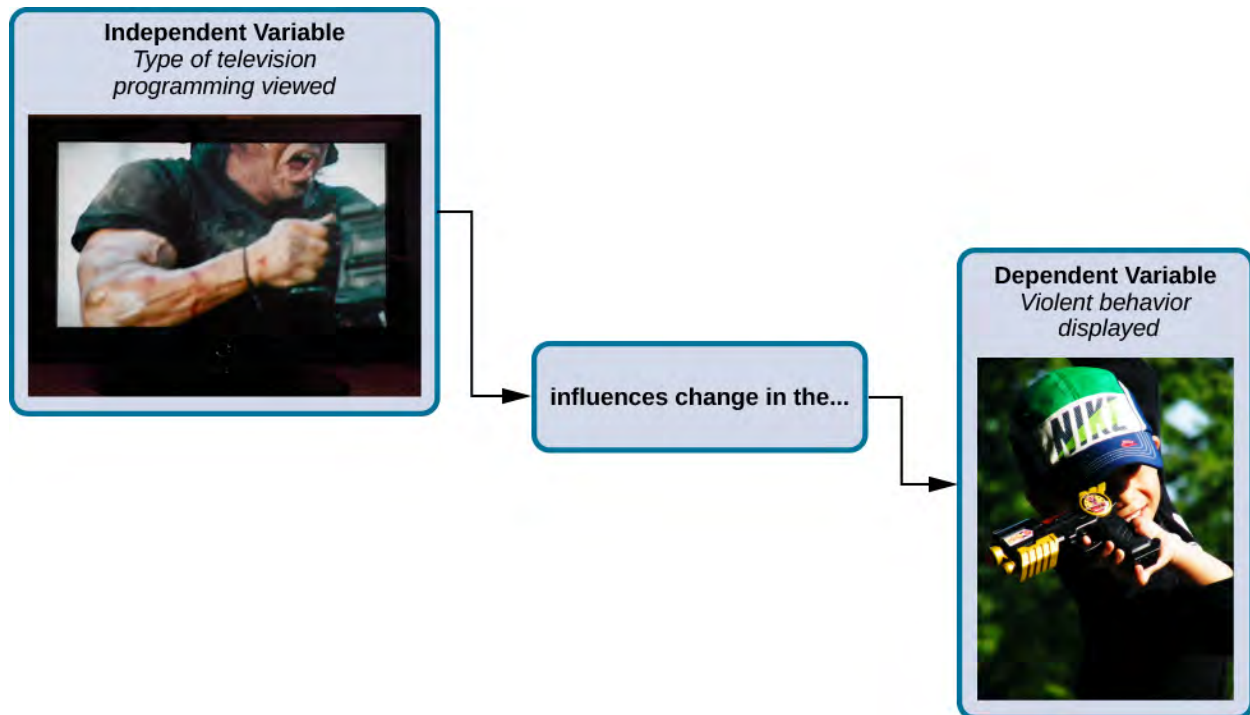 Independent Variable
Type of television
programming viewed
influences change in the...
Dependent Variable
Violent behavior
displayed
NIKE